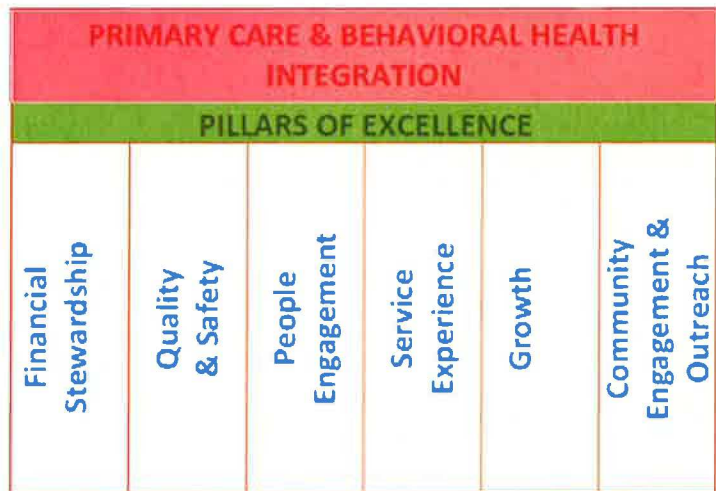 PRIMARY CARE & BEHAVIORAL HEALTH
INTEGRATION
PILLARS OF EXCELLENCE
Financial
Stewardship
Quality
& Safety
People
Engagement
Service
Experience
Growth
Community
Engagement &
Outreach